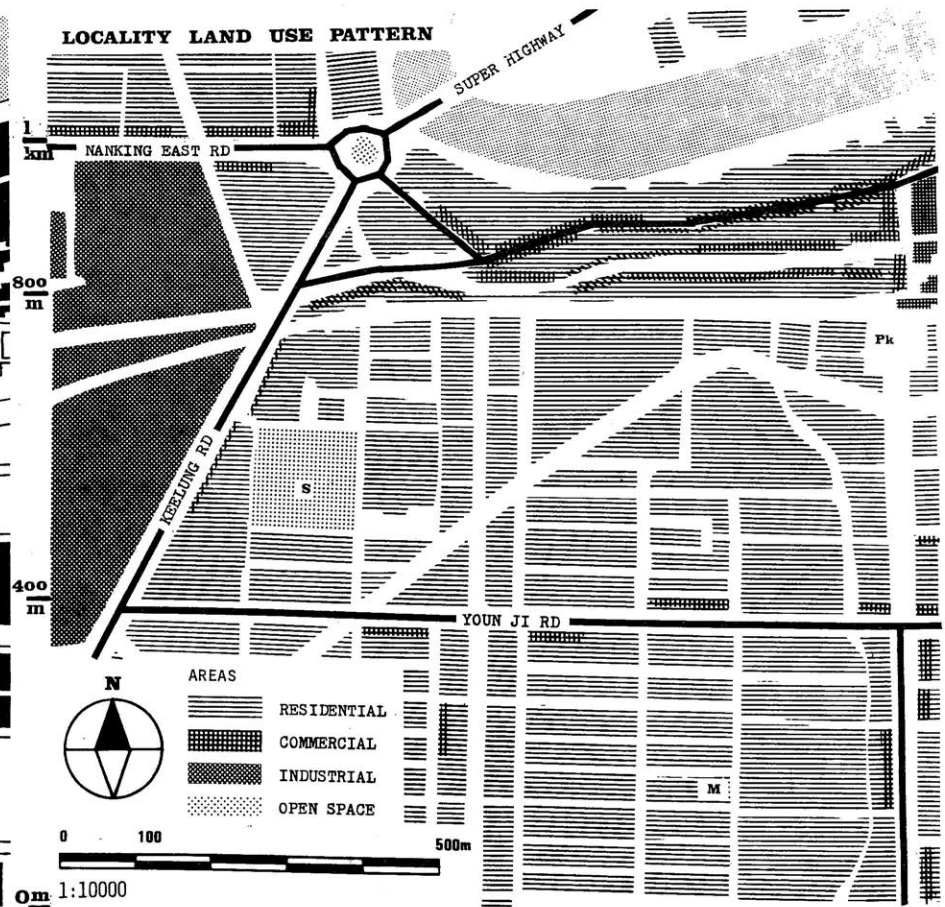 LOCALITY LAND USE PATTERN
SUPER HIGHWAY
1
km
NANKING EAST RD
800
m
Pk
KEELUNG RD
S
400
m
YOUN JI RD
N
AREAS
RESIDENTIAL
COMMERCIAL
INDUSTRIAL
OPEN SPACE
M
0 100 500m
0m
1:10000